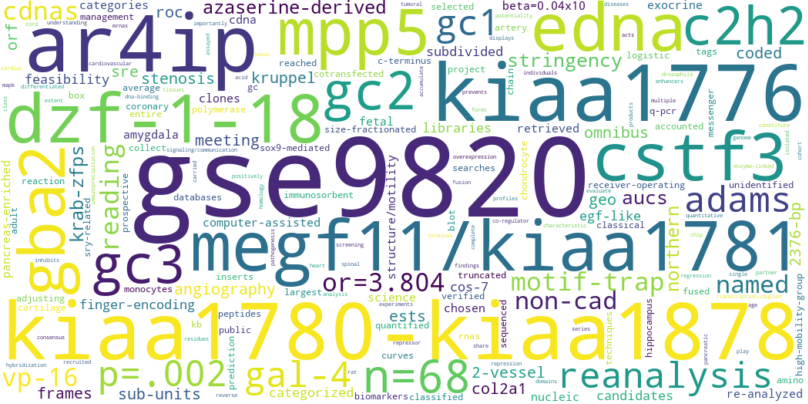 cdnas categories management roc azaserine-derived cdna
gc1 beta=0.04x10 selected artery exocrine
ar4ip mpp5 edna c2h2
orf feasibility sre stenosis kruppel subdivided c-terminus stringency logistic tags coded
reached cotransfected chain project q-pcr multiple messenger
dzf-1-18 gc2 kiaa1776
average entire clones polymerase box coronary fetal
amygdala meeting size-fractionated libraries retrieved omnibus accounted
gba2 reading krab-zfps collect sox9-mediated
gse9820 cstf3
pancreas-enriched adult reaction sry-related prospective databases immunosorbent
chondrocyte searches receiver-operating unidentified
geo aucs adams egf-like classical
computer-assisted structure/motility
megf11/kiaa1781
gc3 inserts angiography or=3.804 blot motif-trap northern named 2376-bp
monocytes largest analysis truncated fused
adjusting cartilage finger-encoding peptides kb public science ests cos-7 verified chosen non-cad
quantified sequenced techniques hippocampus high-mobility-group
kiaa1780-kiaa1878
prediction curves rnas series
vp-16 p=.002 gal-4 n=68 2-vessel reanalysis
frames sub-units categorized biomarkers classified col2a1 nucleic candidates re-analyzed amino